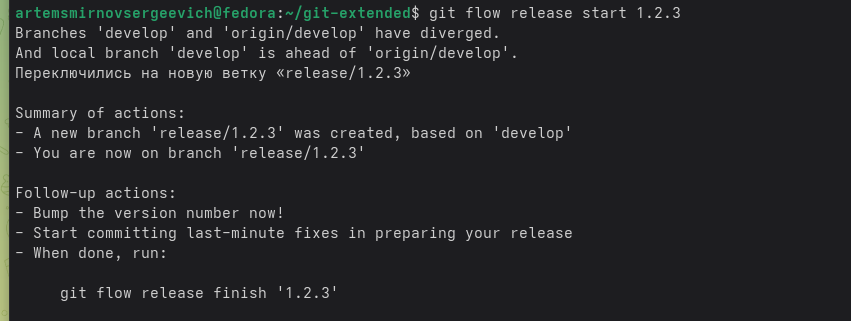 artemsmirnovsergeevich@fedora:~/git-extended$ git flow release start 1.2.3
Branches 'develop' and 'origin/develop' have diverged.
And local branch 'develop' is ahead of 'origin/develop'.
Переключились на новую ветку «release/1.2.3»
Summary of actions:
- A new branch 'release/1.2.3' was created, based on 'develop'
- You are now on branch 'release/1.2.3'
Follow-up actions:
- Bump the version number now!
- Start committing last-minute fixes in preparing your release
- When done, run:
git flow release finish '1.2.3'